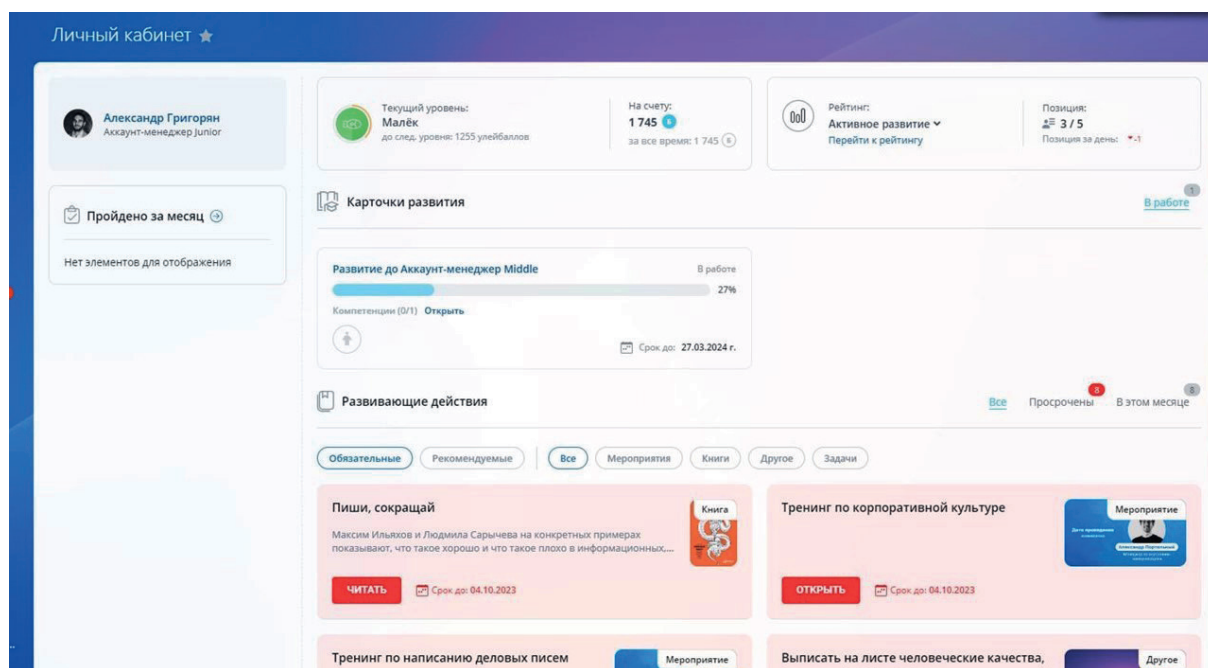 Личный кабинет
Александр Григорян
Аккаунт-менеджер Junior
Пройдено за месяц
Нет элементов для отображения
Текущий уровень:
Малёк
до след. уровня: 1255 улейбаллов
На счету:
1 745 Б
за все время: 1 745 Б
Рейтинг:
Активное развитие
Перейти к рейтингу
Позиция:
3 / 5
Позиция за день: -1
Карточки развития
В работе 1
Развитие до Аккаунт-менеджер Middle В работе
27%
Компетенции (0/1) Открыть
Срок до: 27.03.2024 г.
Развивающие действия
Все Просрочены 8 В этом месяце 8
Обязательные Рекомендуемые Все Мероприятия Книги Другое Задачи
Пиши, сокращай
Книга
Максим Ильяхов и Людмила Сарычева на конкретных примерах
показывают, что такое хорошо и что такое плохо в информационных,...
ЧИТАТЬ Срок до: 04.10.2023
Тренинг по корпоративной культуре
Мероприятие
ОТКРЫТЬ Срок до: 04.10.2023
Тренинг по написанию деловых писем
Мероприятие
Выписать на листе человеческие качества,
Другое